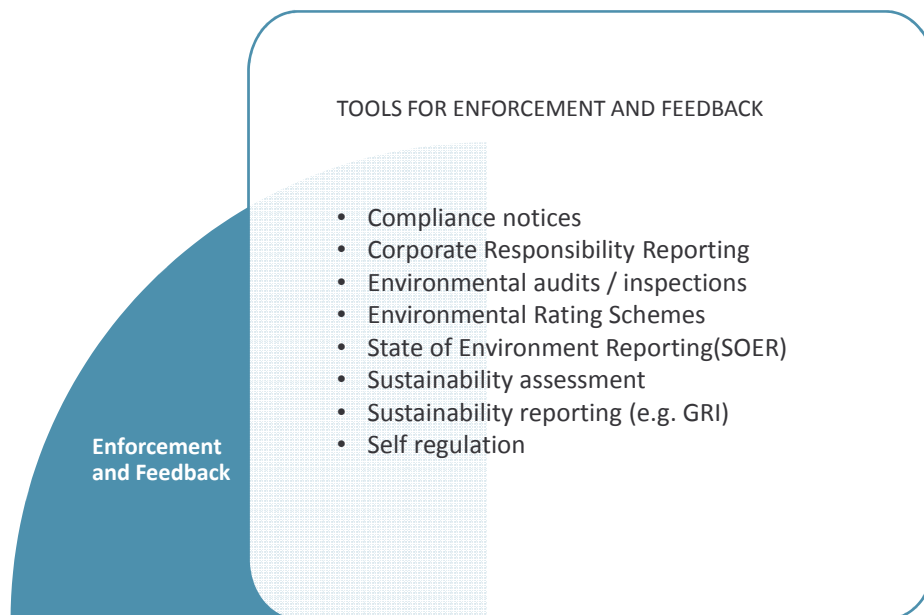 TOOLS FOR ENFORCEMENT AND FEEDBACK
• Compliance notices
• Corporate Responsibility Reporting
• Environmental audits / inspections
• Environmental Rating Schemes
• State of Environment Reporting(SOER)
• Sustainability assessment
• Sustainability reporting (e.g. GRI)
• Self regulation
Enforcement
and Feedback